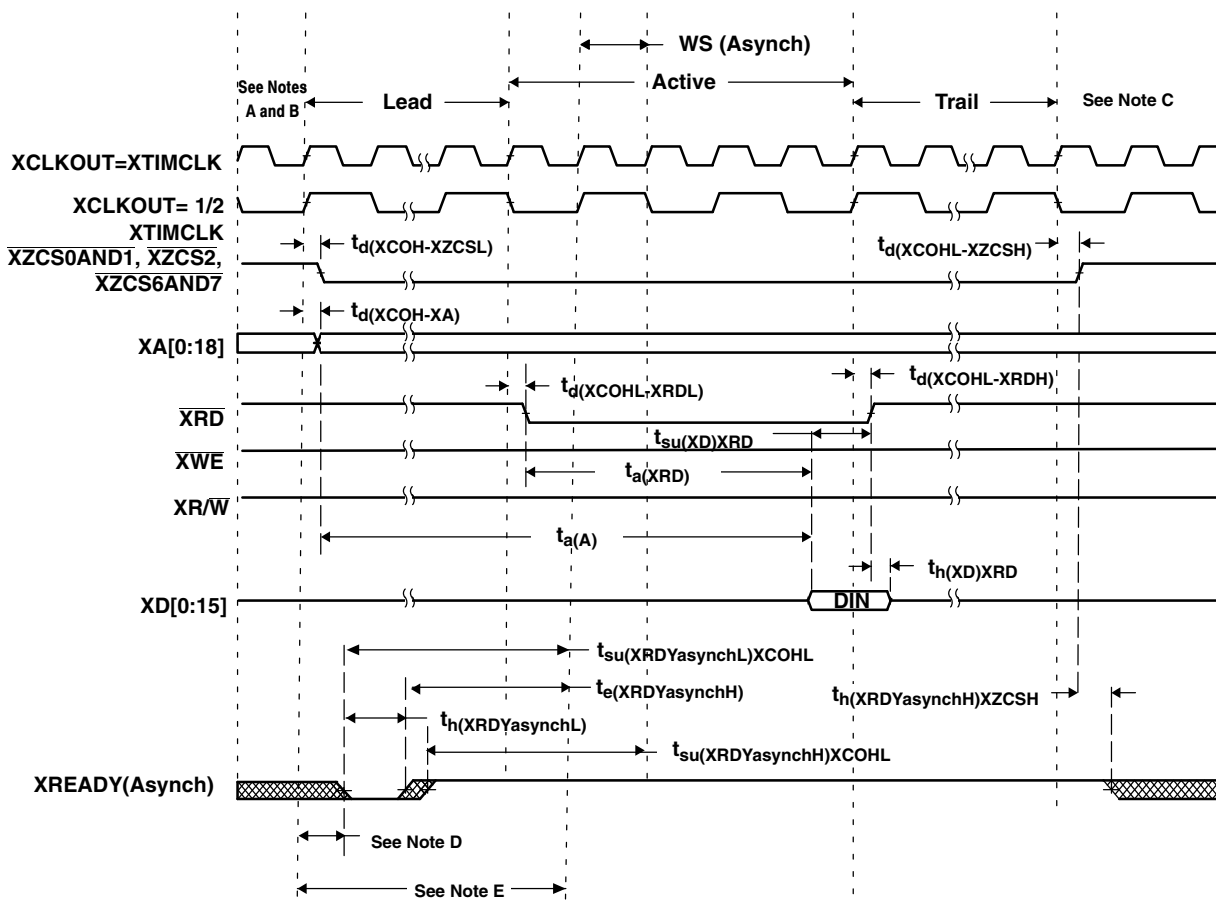 WS (Asynch)
Active
See Notes
A and B
Lead
Trail
See Note C
XCLKOUT=XTIMCLK
XCLKOUT= 1/2
XTIMCLK
XZCS0AND1, XZCS2,
XZCS6AND7
td(XCOH-XZCSL)
td(XCOHL-XZCSH)
td(XCOH-XA)
XA[0:18]
td(XCOHL-XRDL)
td(XCOHL-XRDH)
XRD
tsu(XD)XRD
XWE
ta(XRD)
XR/W
ta(A)
th(XD)XRD
XD[0:15]
DIN
tsu(XRDYasynchL)XCOHL
te(XRDYasynchH)
th(XRDYasynchH)XZCSH
th(XRDYasynchL)
tsu(XRDYasynchH)XCOHL
XREADY(Asynch)
See Note D
See Note E